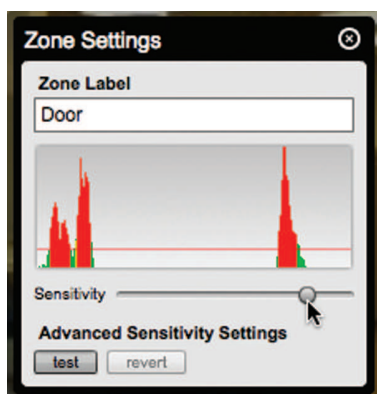 Zone Settings
Zone Label
Door
Sensitivity
Advanced Sensitivity Settings
test revert